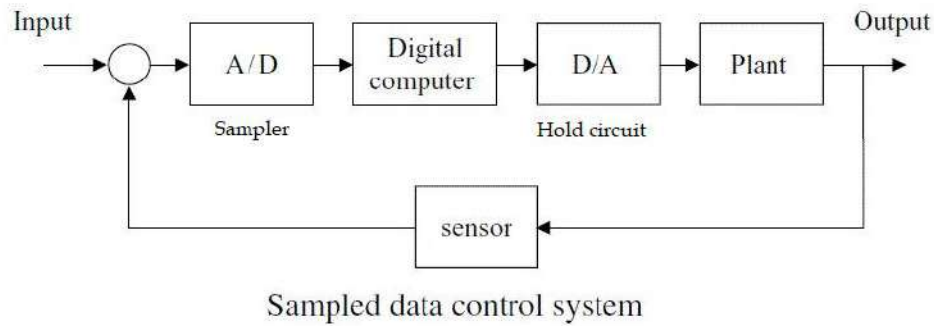 Input
Output
A/D
Digital
computer
D/A
Plant
Sampler
Hold circuit
sensor
Sampled data control system